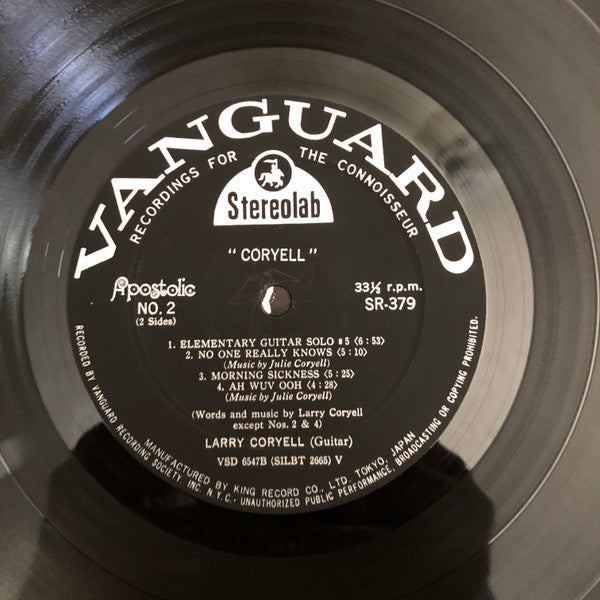 VANGUARD
RECORDINGS FOR THE CONNOISSEUR
Stereolab
"CORYELL"
Apostolic
NO. 2
(2 Sides)
33⅓ r.p.m.
SR-379
1. ELEMENTARY GUITAR SOLO #5 (6:53)
2. NO ONE REALLY KNOWS (5:10)
(Music by Julie Coryell)
3. MORNING SICKNESS (5:25)
4. AH WUV OOH (4:28)
(Music by Julie Coryell)
(Words and music by Larry Coryell
except Nos. 2 & 4)
LARRY CORYELL (Guitar)
VSD 6547B (SILBT 2665) V
MANUFACTURED BY KING RECORD CO., LTD. TOKYO, JAPAN
RECORDED BY VANGUARD RECORDING SOCIETY INC. N.Y.C. UNAUTHORIZED PUBLIC PERFORMANCE, BROADCASTING OR COPYING PROHIBITED.